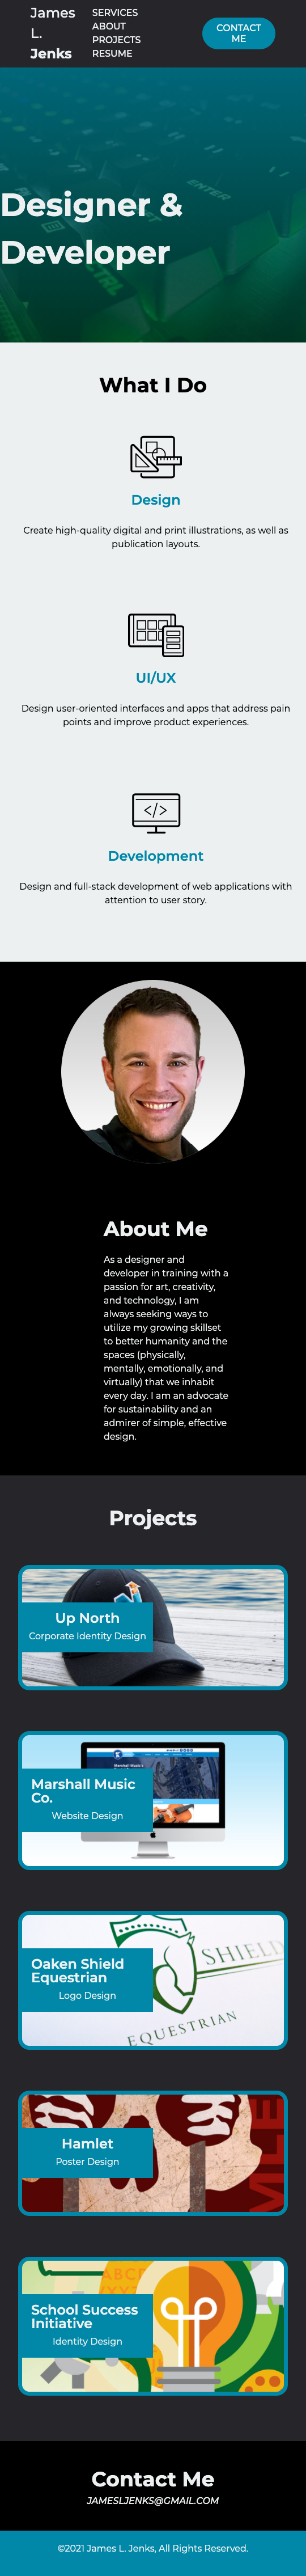 James
L.
Jenks
SERVICES
ABOUT
PROJECTS
RESUME
CONTACT
ME
ENTER
CTRL
Designer &
Developer
What I Do
Design
Create high-quality digital and print illustrations, as well as
publication layouts.
UI/UX
Design user-oriented interfaces and apps that address pain
points and improve product experiences.
</>
Development
Design and full-stack development of web applications with
attention to user story.
About Me
As a designer and
developer in training with a
passion for art, creativity,
and technology, I am
always seeking ways to
utilize my growing skillset
to better humanity and the
spaces (physically,
mentally, emotionally, and
virtually) that we inhabit
every day. I am an advocate
for sustainability and an
admirer of simple, effective
design.
Projects
Up North
Corporate Identity Design
Marshall Music
Co.
Website Design
Oaken Shield
Equestrian
Logo Design
SHIELD
EQUESTRIAN
Hamlet
Poster Design
School Success
Initiative
Identity Design
Contact Me
JAMESLJENKS@GMAIL.COM
©2021 James L. Jenks, All Rights Reserved.